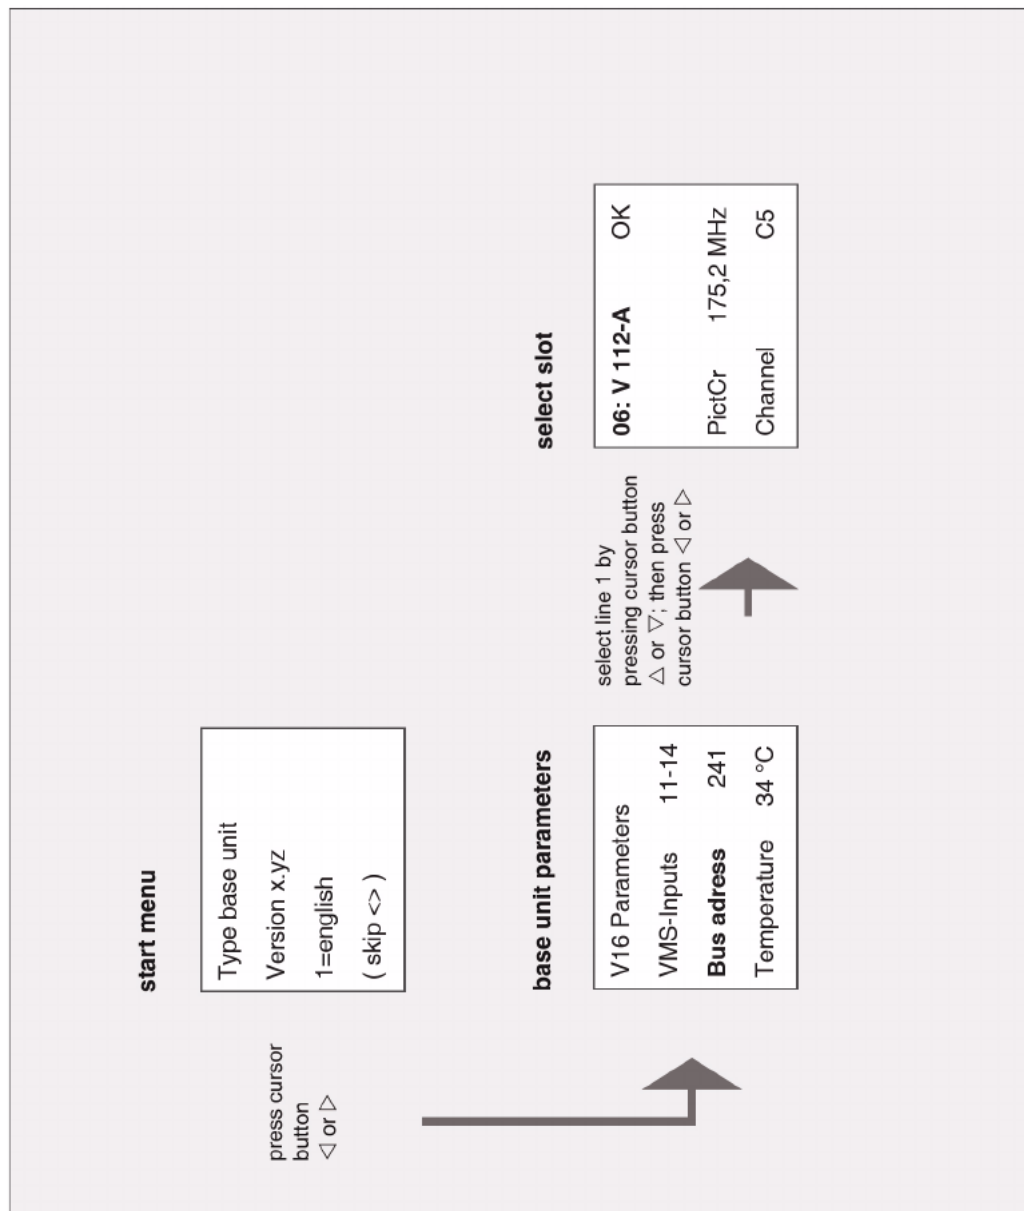 start menu
press cursor
button
◁ or ▷
Type base unit
Version x.yz
1=english
( skip <> )
base unit parameters
V16 Parameters
VMS-Inputs 11-14
Bus adress 241
Temperature 34 °C
select line 1 by
pressing cursor button
△ or ▽; then press
cursor button ◁ or ▷
select slot
06: V 112-A OK
PictCr 175,2 MHz
Channel C5